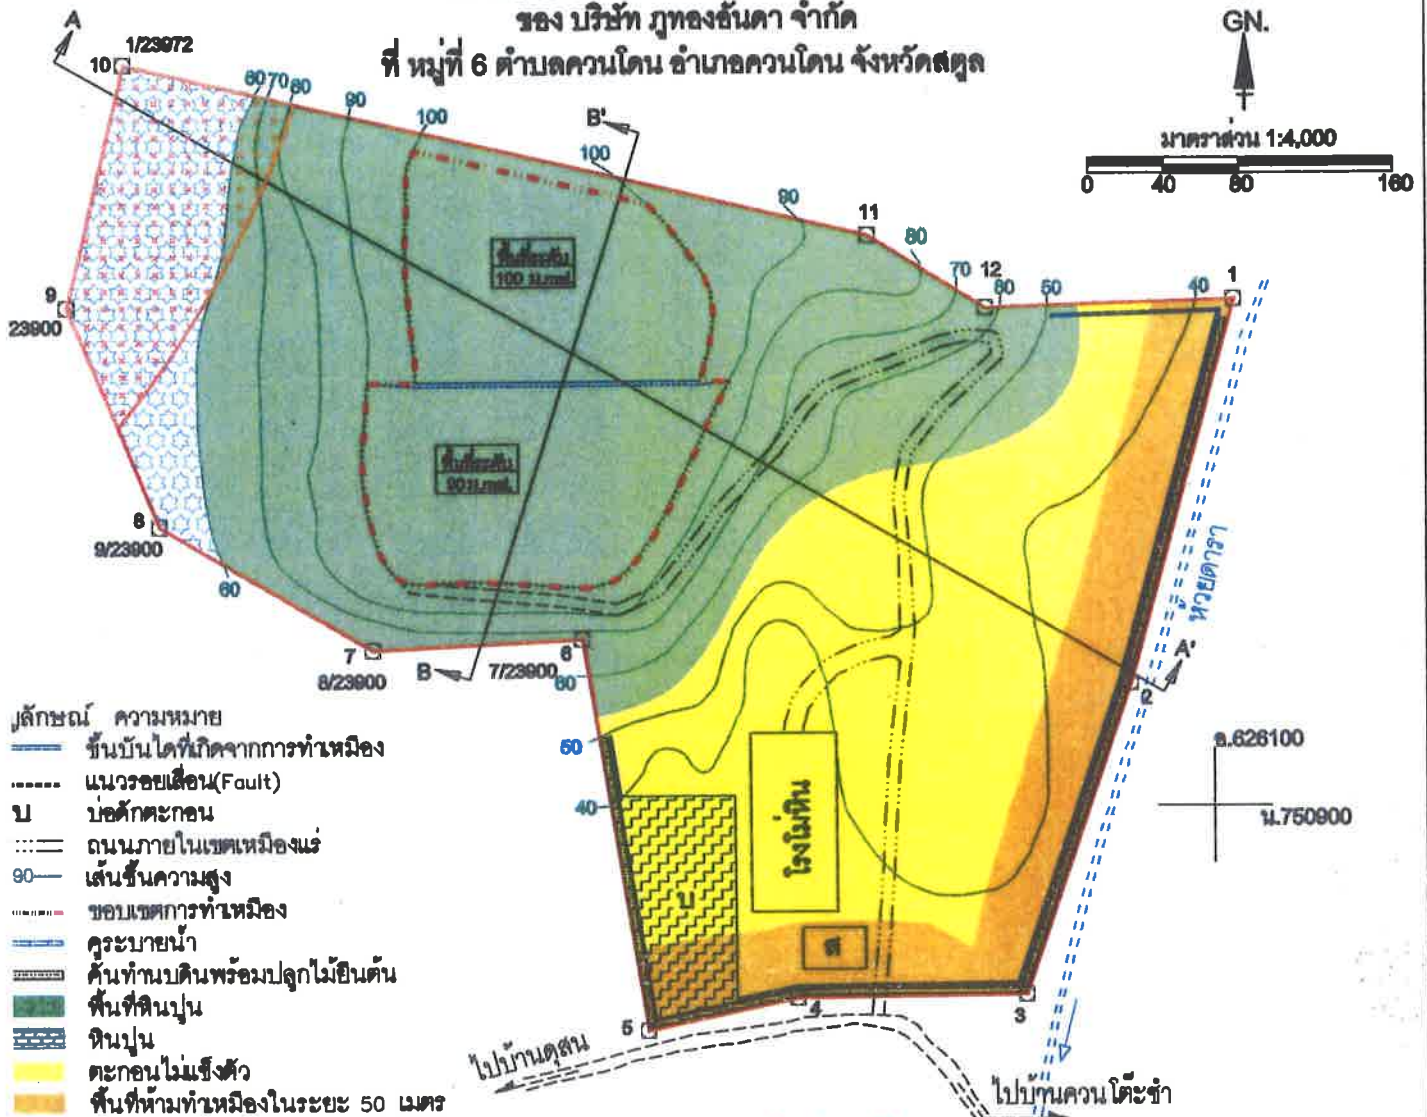 ของ บริษัท ภูทองอันดา จำกัด
ที่ หมู่ที่ 6 ตำบลควนโดน อำเภอควนโดน จังหวัดสตูล
GN.
มาตราส่วน 1:4,000
0 40 80 160
A
10 1/23972
60 70 80 90 100
B'
100
90
11
80
70 12 60 50 40 1
พื้นที่ระดับ
100 ม.รทก.
9
23900
พื้นที่ระดับ
90 ม.รทก.
8
9/23900
60
ห้วยดารา
7
8/23900
B
7/23900
6
60
A'
2
50
40
โรงโม่หิน
บ
ส
อ.626100
น.750900
5
4
3
ไปบ้านดุสน
ไปบ้านควนโต๊ะขำ
ลักษณ์ ความหมาย
ขั้นบันไดที่เกิดจากการทำเหมือง
แนวรอยเลื่อน(Fault)
บ บ่อดักตะกอน
ถนนภายในเขตเหมืองแร่
90 เส้นชั้นความสูง
ขอบเขตการทำเหมือง
คูระบายน้ำ
คันทำนบดินพร้อมปลูกไม้ยืนต้น
พื้นที่หินปูน
หินปูน
ตะกอนไม่แข็งตัว
พื้นที่ห้ามทำเหมืองในระยะ 50 เมตร